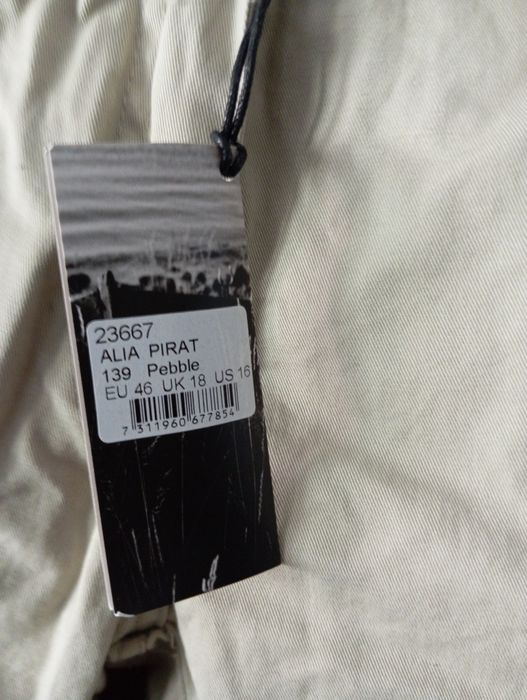 23667
ALIA PIRAT
139 Pebble
EU 46 UK 18 US 16
7 311960 677854